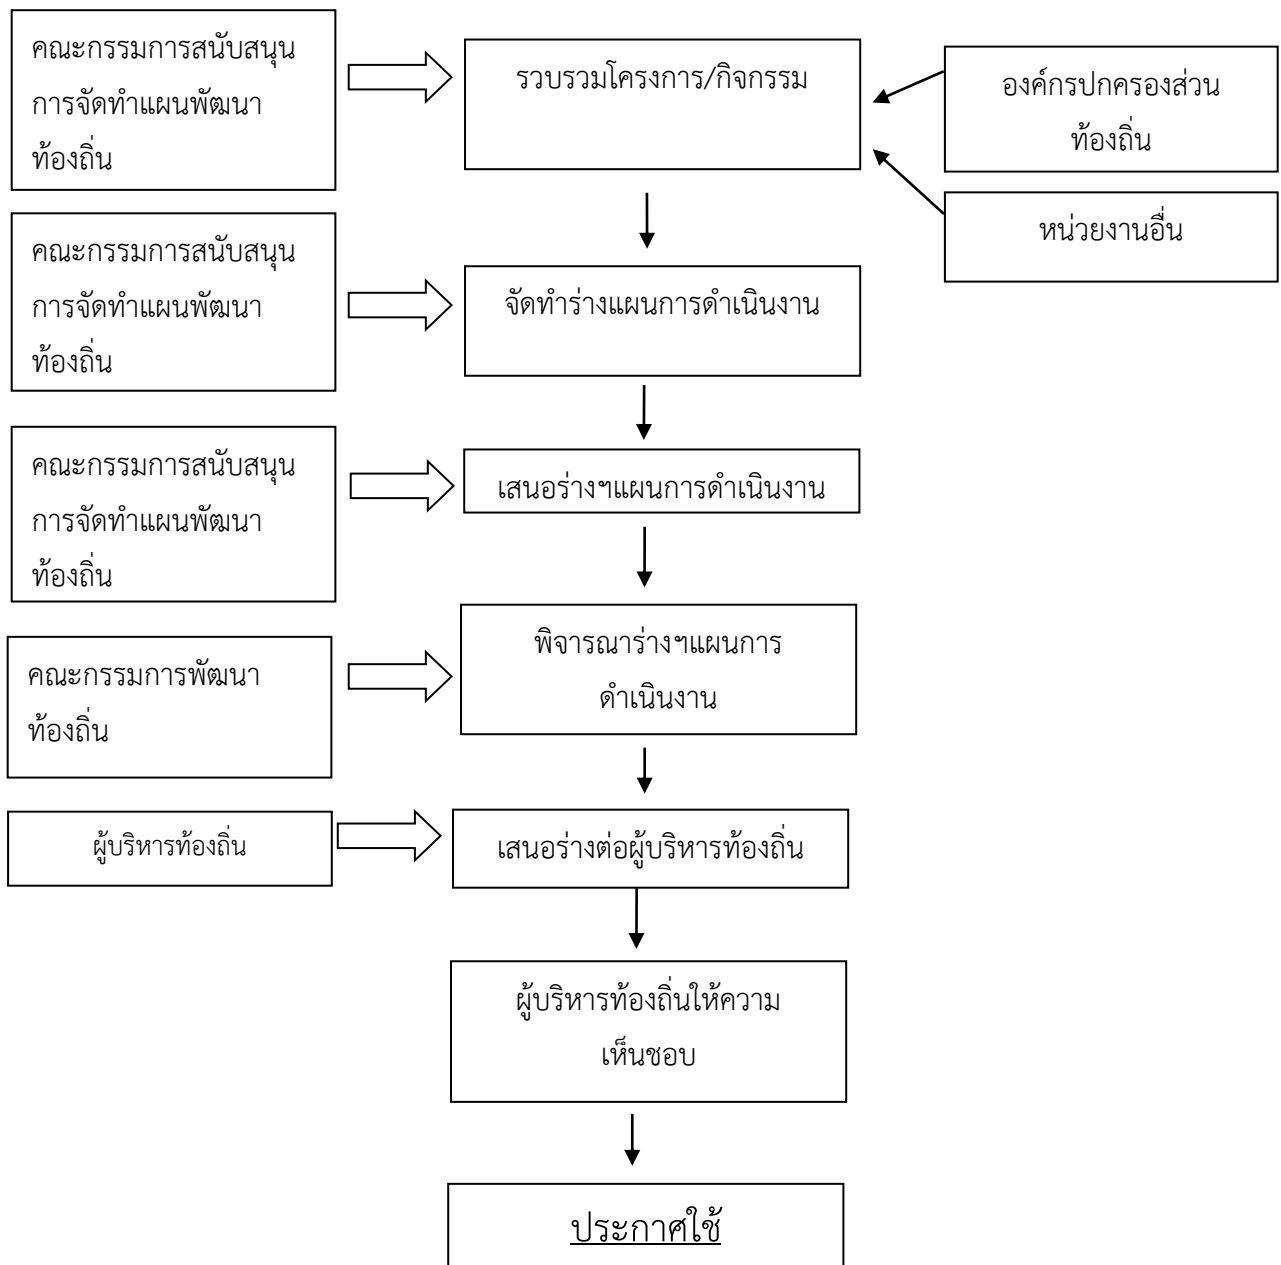 คณะกรรมการสนับสนุน
การจัดทำแผนพัฒนา
ท้องถิ่น
รวบรวมโครงการ/กิจกรรม
องค์กรปกครองส่วน
ท้องถิ่น
หน่วยงานอื่น
คณะกรรมการสนับสนุน
การจัดทำแผนพัฒนา
ท้องถิ่น
จัดทำร่างแผนการดำเนินงาน
คณะกรรมการสนับสนุน
การจัดทำแผนพัฒนา
ท้องถิ่น
เสนอร่างฯแผนการดำเนินงาน
คณะกรรมการพัฒนา
ท้องถิ่น
พิจารณาร่างฯแผนการ
ดำเนินงาน
ผู้บริหารท้องถิ่น
เสนอร่างต่อผู้บริหารท้องถิ่น
ผู้บริหารท้องถิ่นให้ความ
เห็นชอบ
ประกาศใช้